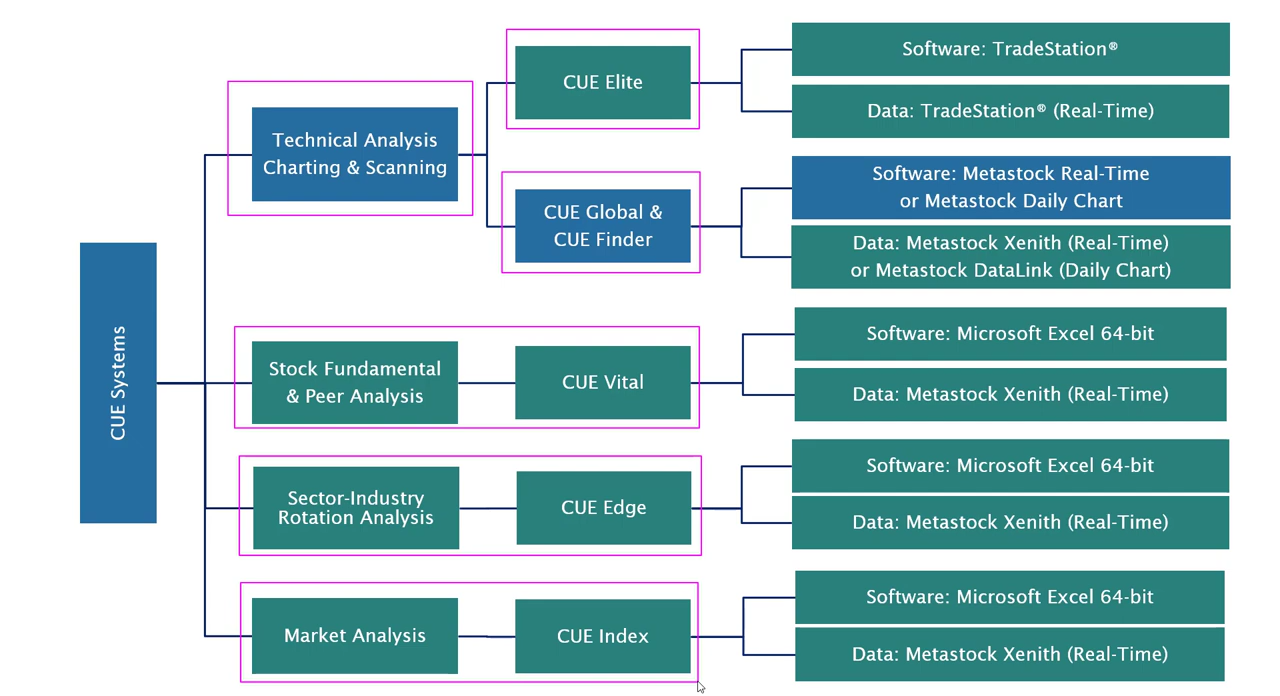 CUE Systems
Technical Analysis
Charting & Scanning
CUE Elite
Software: TradeStation®
Data: TradeStation® (Real-Time)
CUE Global &
CUE Finder
Software: Metastock Real-Time
or Metastock Daily Chart
Data: Metastock Xenith (Real-Time)
or Metastock DataLink (Daily Chart)
Stock Fundamental
& Peer Analysis
CUE Vital
Software: Microsoft Excel 64-bit
Data: Metastock Xenith (Real-Time)
Sector-Industry
Rotation Analysis
CUE Edge
Software: Microsoft Excel 64-bit
Data: Metastock Xenith (Real-Time)
Market Analysis
CUE Index
Software: Microsoft Excel 64-bit
Data: Metastock Xenith (Real-Time)